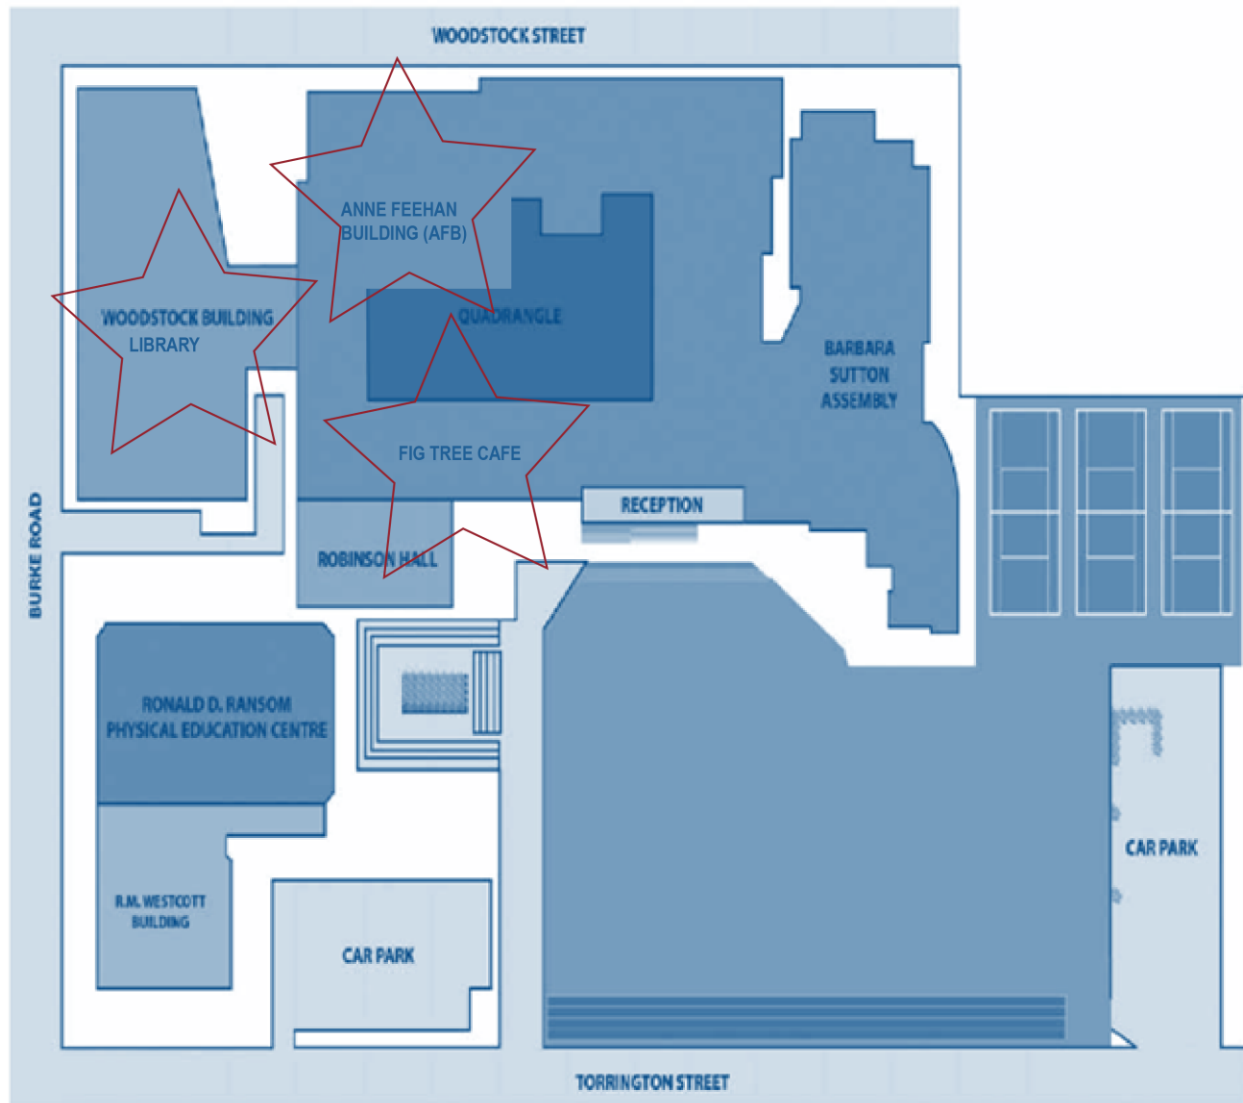 WOODSTOCK STREET
ANNE FEEHAN
BUILDING (AFB)
WOODSTOCK BUILDING
LIBRARY
QUADRANGLE
BARBARA
SUTTON
ASSEMBLY
FIG TREE CAFE
RECEPTION
ROBINSON HALL
BURKE ROAD
RONALD D. RANSOM
PHYSICAL EDUCATION CENTRE
CAR PARK
R.M. WESTCOTT
BUILDING
CAR PARK
TORRINGTON STREET